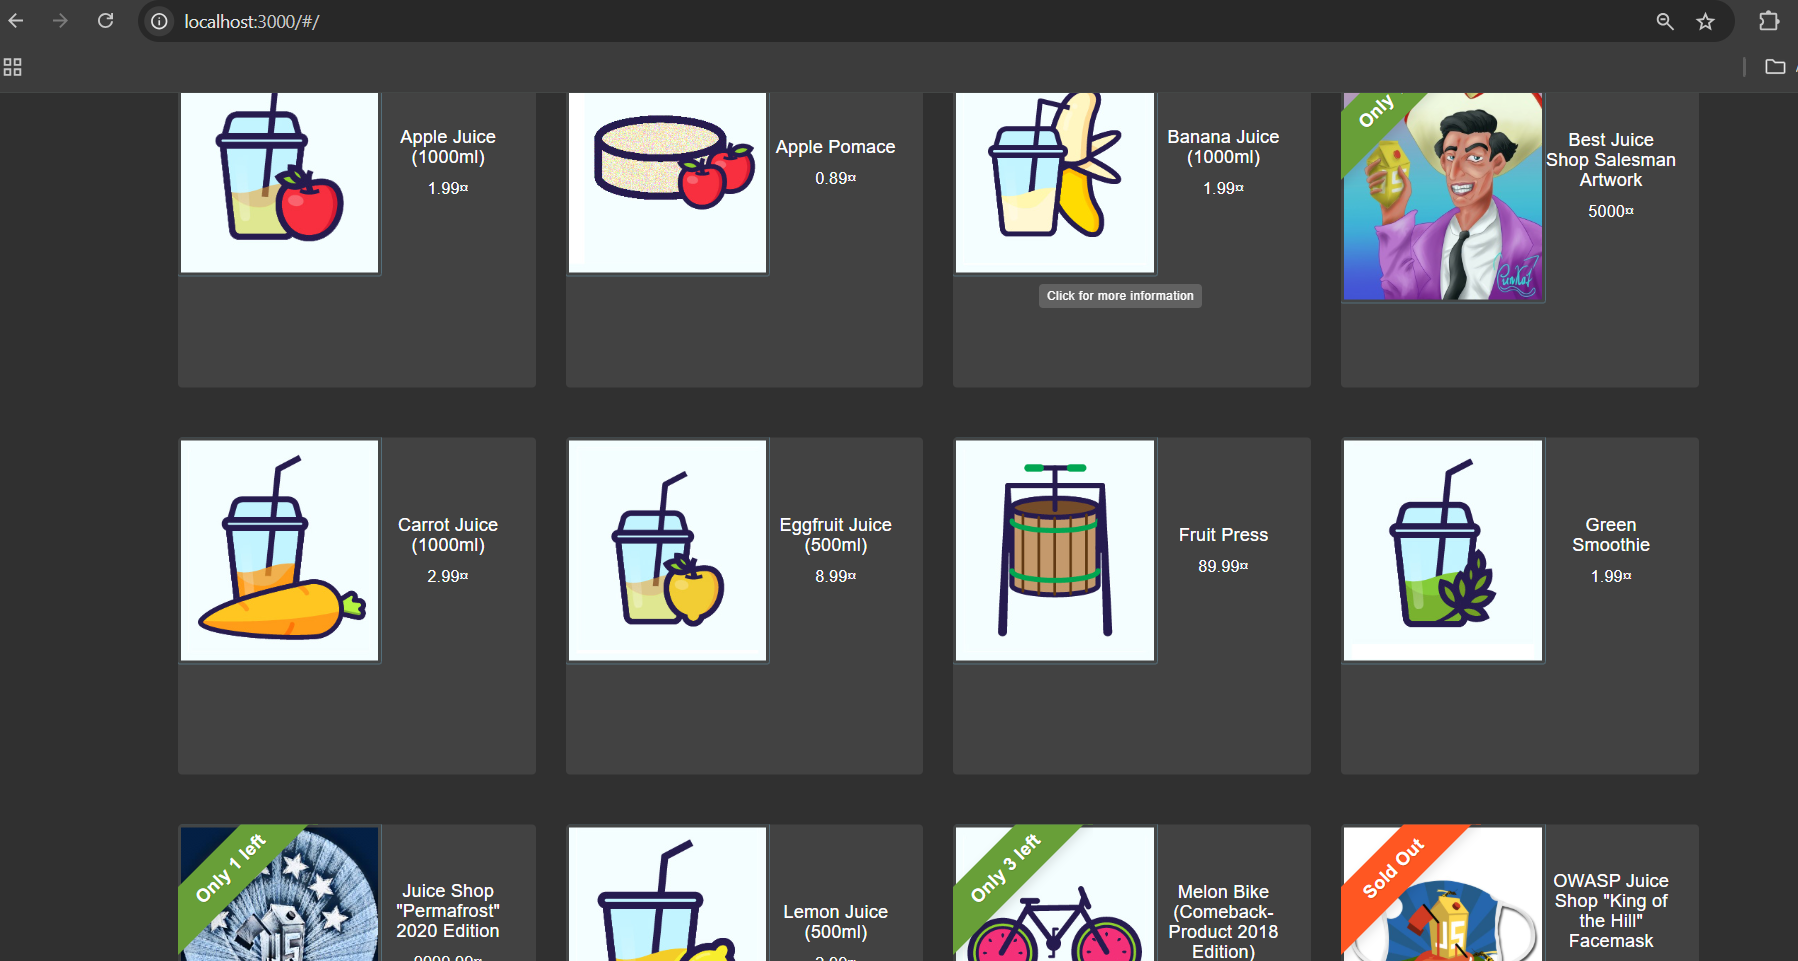 localhost:3000/#/
Apple Juice
(1000ml)
1.99¤
Apple Pomace
0.89¤
Banana Juice
(1000ml)
1.99¤
Only
Best Juice
Shop Salesman
Artwork
5000¤
Click for more information
Carrot Juice
(1000ml)
2.99¤
Eggfruit Juice
(500ml)
8.99¤
Fruit Press
89.99¤
Green
Smoothie
1.99¤
Only 1 left
Juice Shop
"Permafrost"
2020 Edition
Lemon Juice
(500ml)
Only 3 left
Melon Bike
(Comeback-
Product 2018
Edition)
Sold Out
OWASP Juice
Shop "King of
the Hill"
Facemask